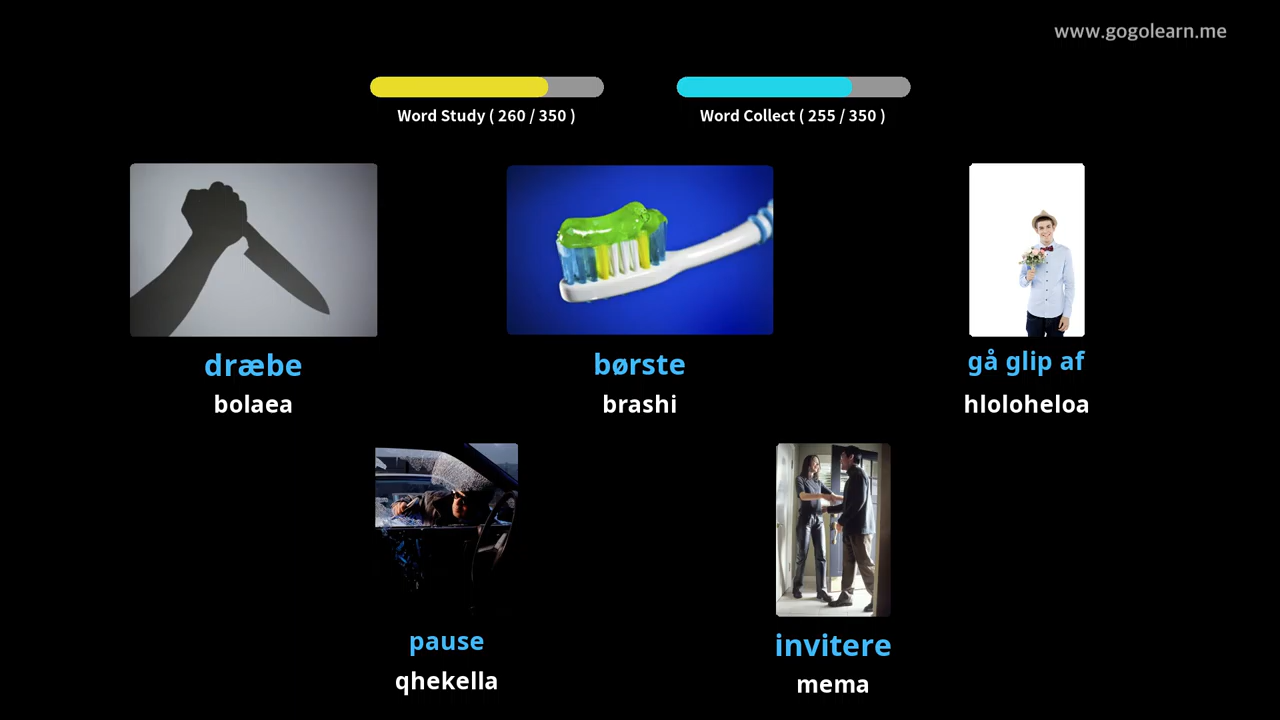 www.gogolearn.me
Word Study ( 260 / 350 )
Word Collect ( 255 / 350 )
dræbe
bolaea
børste
brashi
gå glip af
hloloheloa
pause
qhekella
invitere
mema